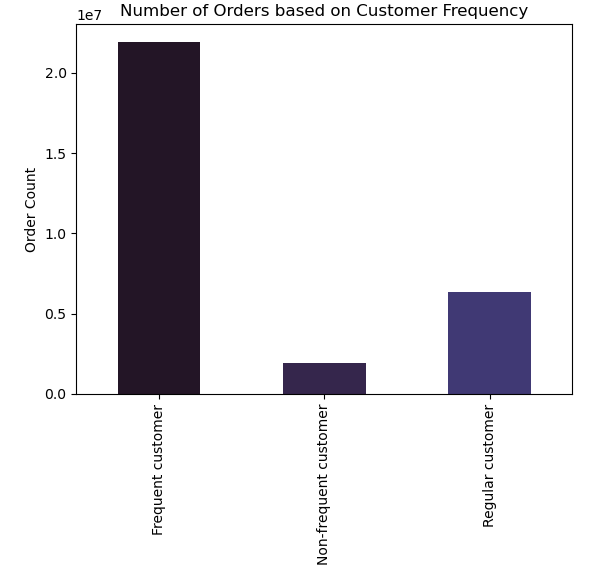 Number of Orders based on Customer Frequency
1e7
2.0
1.5
1.0
0.5
0.0
Order Count
Frequent customer
Non-frequent customer
Regular customer